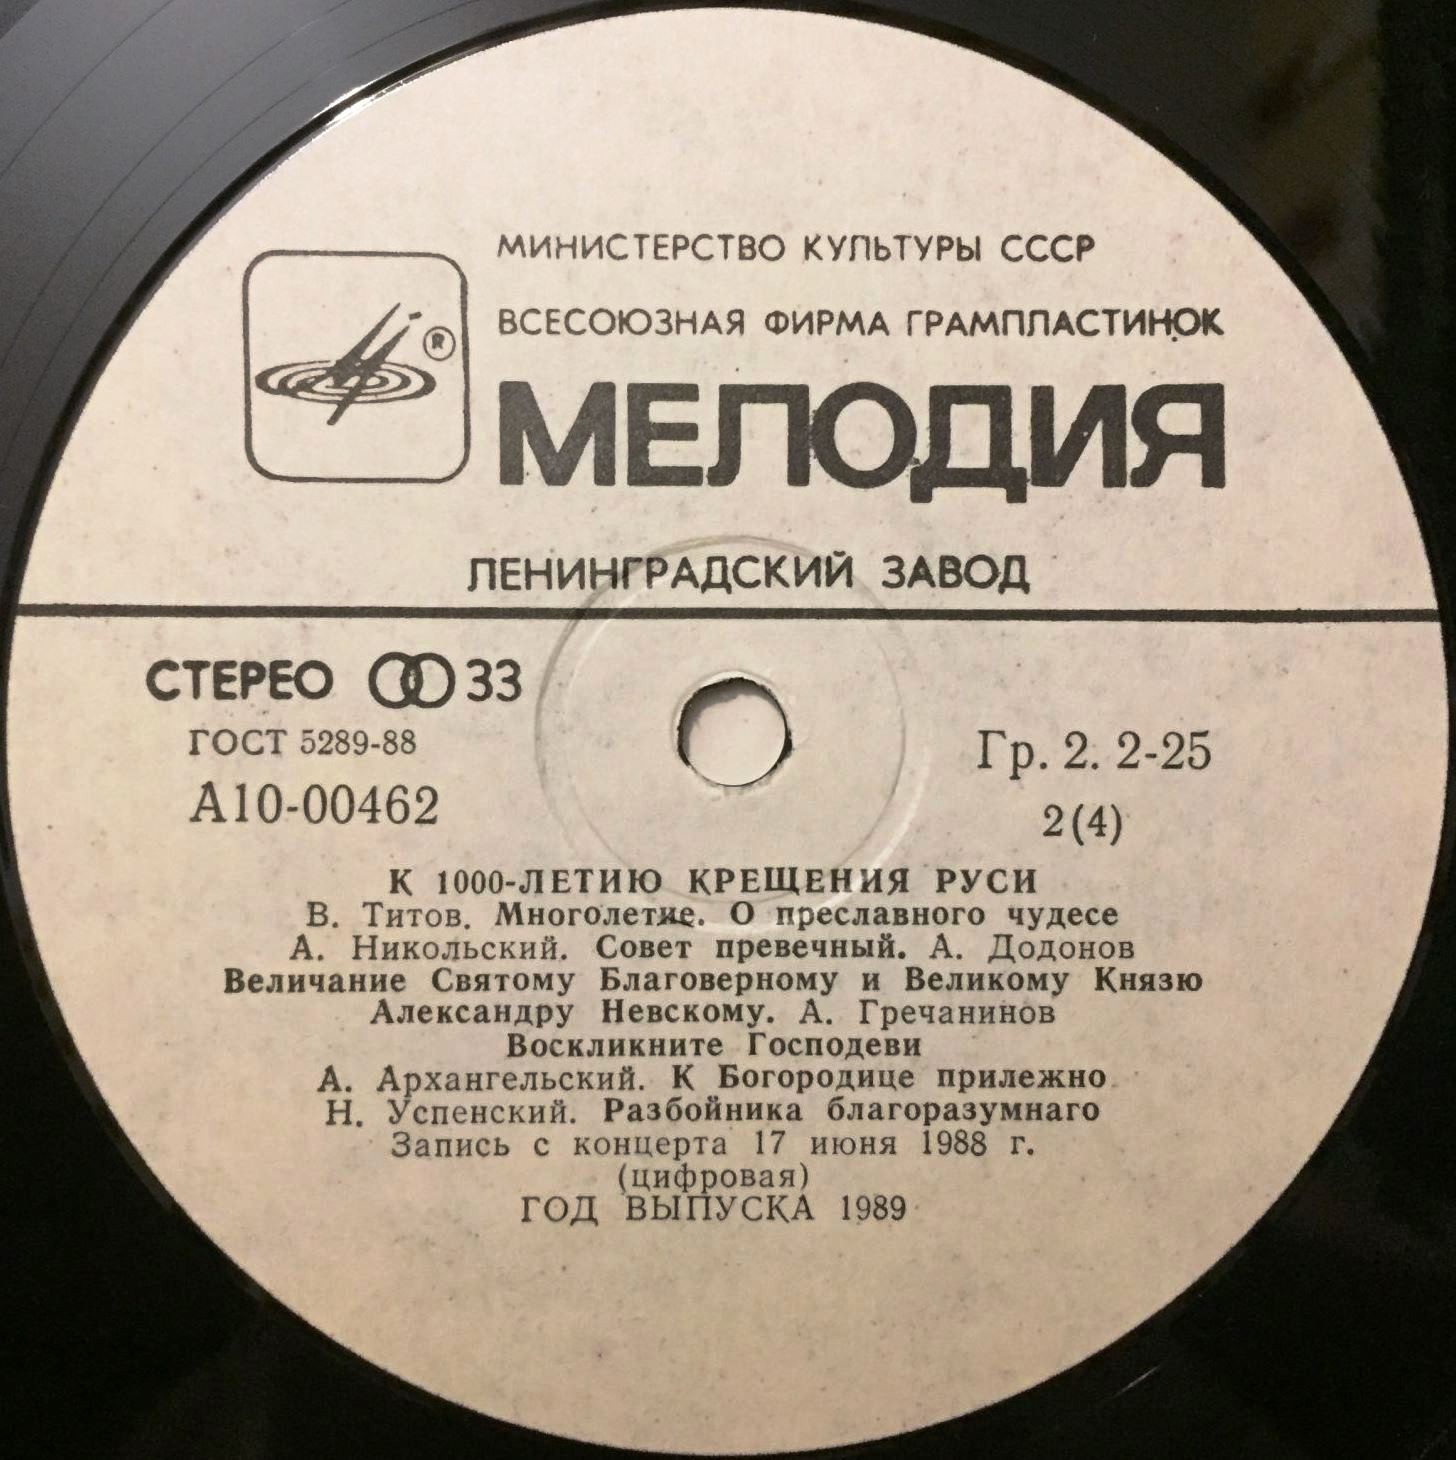 МИНИСТЕРСТВО КУЛЬТУРЫ СССР
ВСЕСОЮЗНАЯ ФИРМА ГРАМПЛАСТИНОК
®
МЕЛОДИЯ
ЛЕНИНГРАДСКИЙ ЗАВОД
СТЕРЕО 33
ГОСТ 5289-88
А10-00462
Гр. 2. 2-25
2(4)
К 1000-ЛЕТИЮ КРЕЩЕНИЯ РУСИ
В. Титов. Многолетие. О преславного чудесе
А. Никольский. Совет превечный. А. Додонов
Величание Святому Благоверному и Великому Князю
Александру Невскому. А. Гречанинов
Воскликните Господеви
А. Архангельский. К Богородице прилежно
Н. Успенский. Разбойника благоразумнаго
Запись с концерта 17 июня 1988 г.
(цифровая)
ГОД ВЫПУСКА 1989